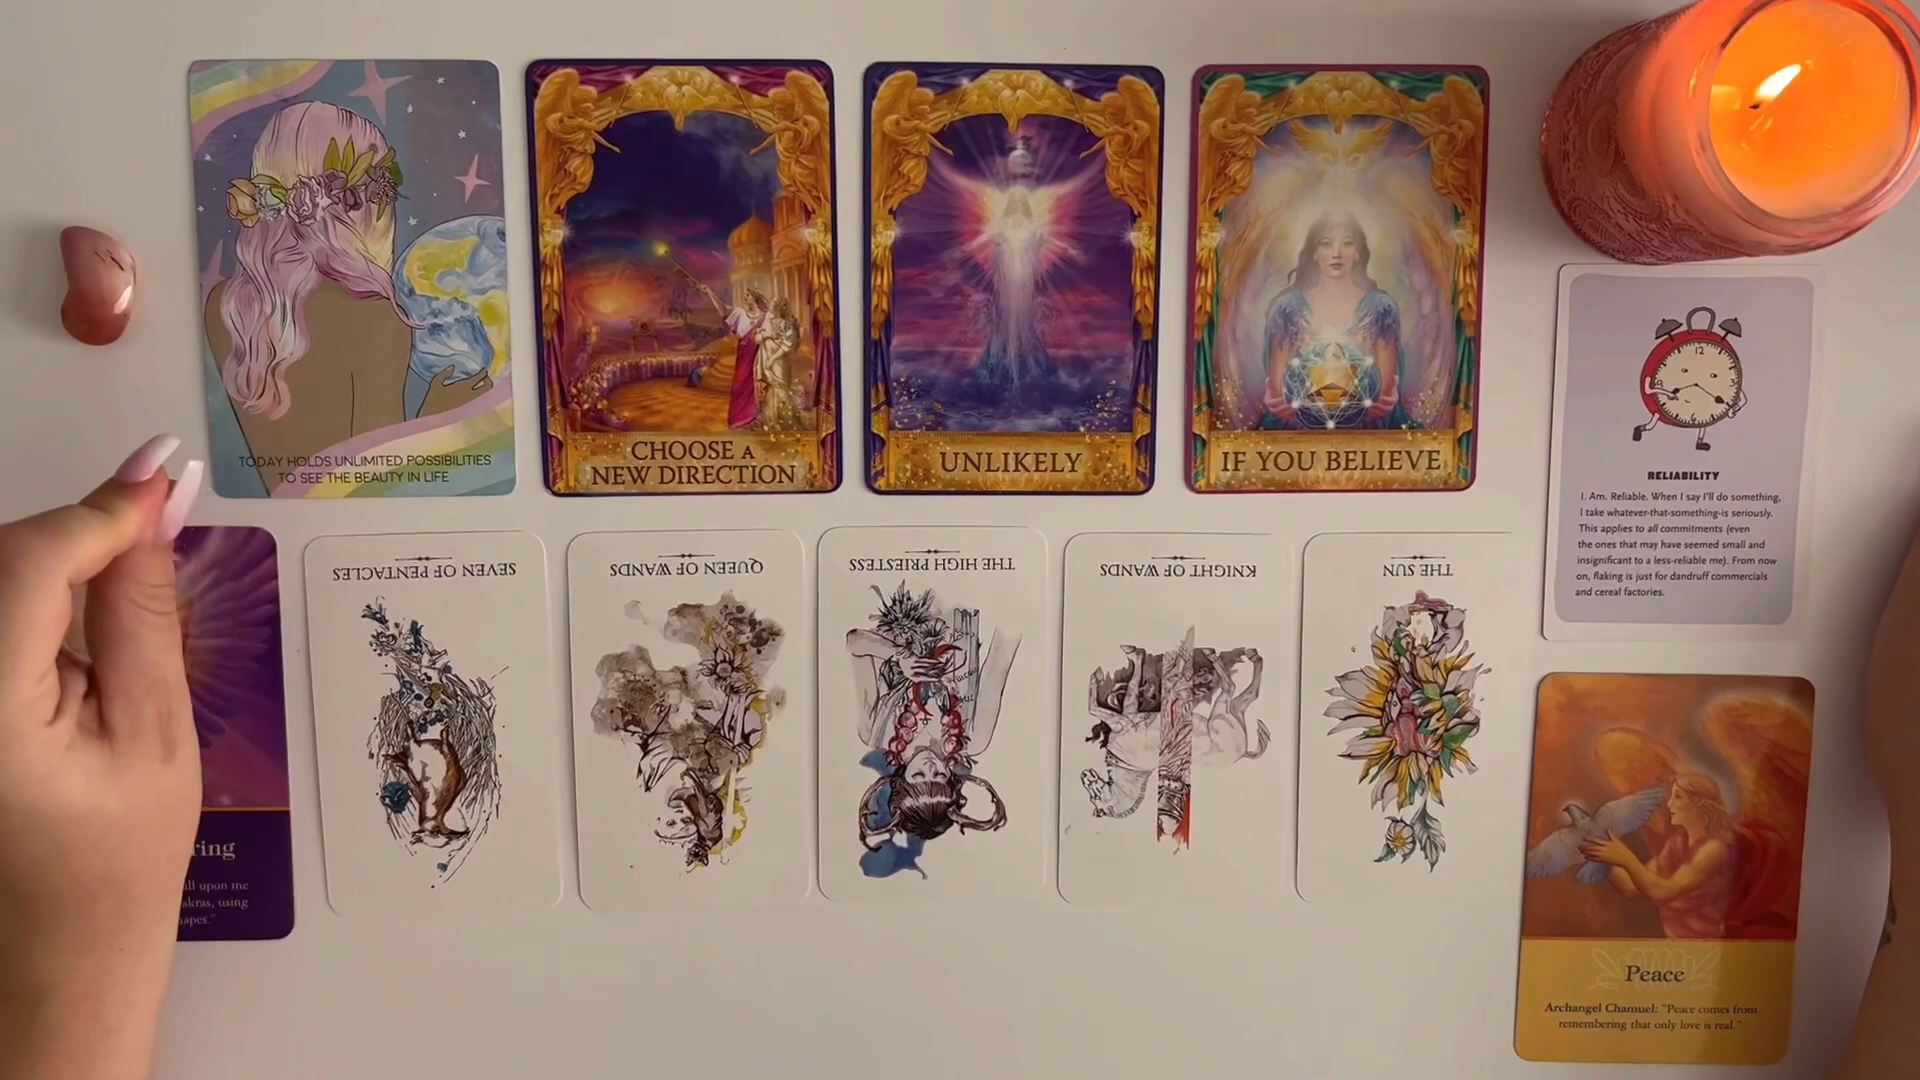 TODAY HOLDS UNLIMITED POSSIBILITIES
TO SEE THE BEAUTY IN LIFE
CHOOSE A
NEW DIRECTION
UNLIKELY
IF YOU BELIEVE
RELIABILITY
I. Am. Reliable. When I say I'll do something,
I take whatever-that-something-is seriously.
This applies to all commitments (even
the ones that may have seemed small and
insignificant to a less-reliable me). From now
on, flaking is just for dandruff commercials
and cereal factories.
SEVEN OF PENTACLES
QUEEN OF WANDS
THE HIGH PRIESTESS
KNIGHT OF WANDS
THE SUN
ring
all upon me
akras, using
apes."
Peace
Archangel Chamuel: "Peace comes from
remembering that only love is real."